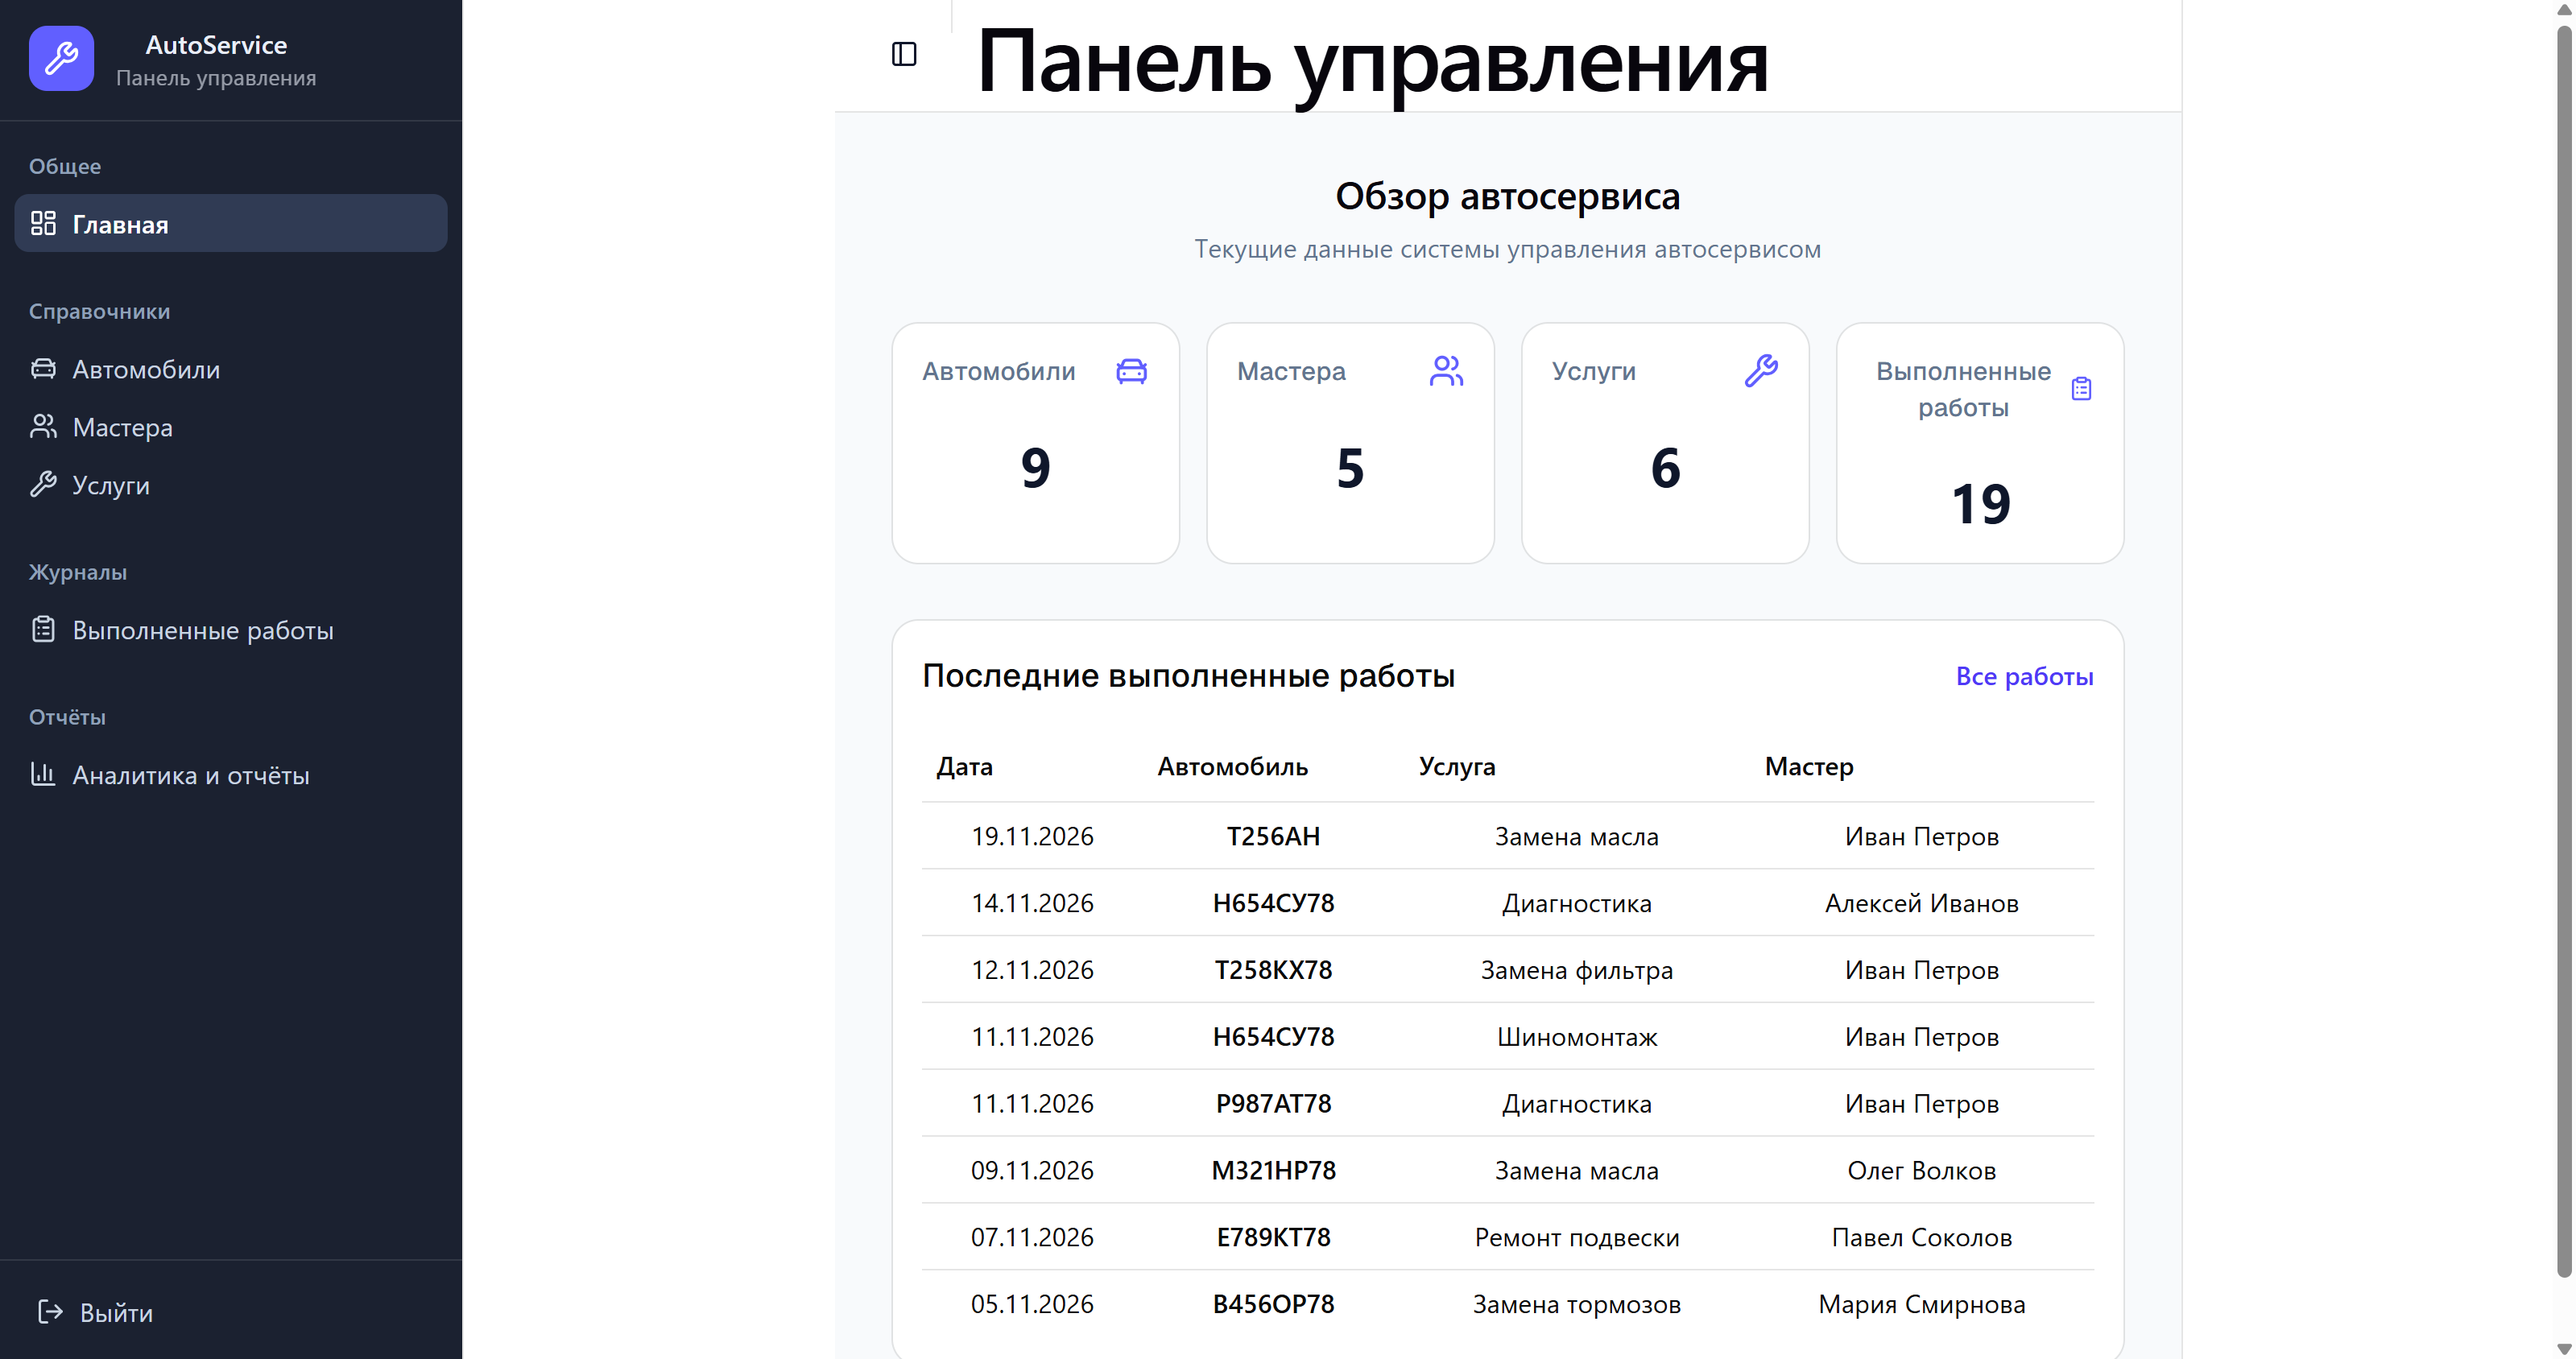 AutoService
Панель управления
Общее
Главная
Справочники
Автомобили
Мастера
Услуги
Журналы
Выполненные работы
Отчёты
Аналитика и отчёты
Выйти
Панель управления
Обзор автосервиса
Текущие данные системы управления автосервисом
Автомобили
9
Мастера
5
Услуги
6
Выполненные
работы
19
Последние выполненные работы
Все работы
Дата Автомобиль Услуга Мастер
19.11.2026 Т256АН Замена масла Иван Петров
14.11.2026 Н654СУ78 Диагностика Алексей Иванов
12.11.2026 Т258КХ78 Замена фильтра Иван Петров
11.11.2026 Н654СУ78 Шиномонтаж Иван Петров
11.11.2026 Р987АТ78 Диагностика Иван Петров
09.11.2026 М321НР78 Замена масла Олег Волков
07.11.2026 Е789КТ78 Ремонт подвески Павел Соколов
05.11.2026 В456ОР78 Замена тормозов Мария Смирнова